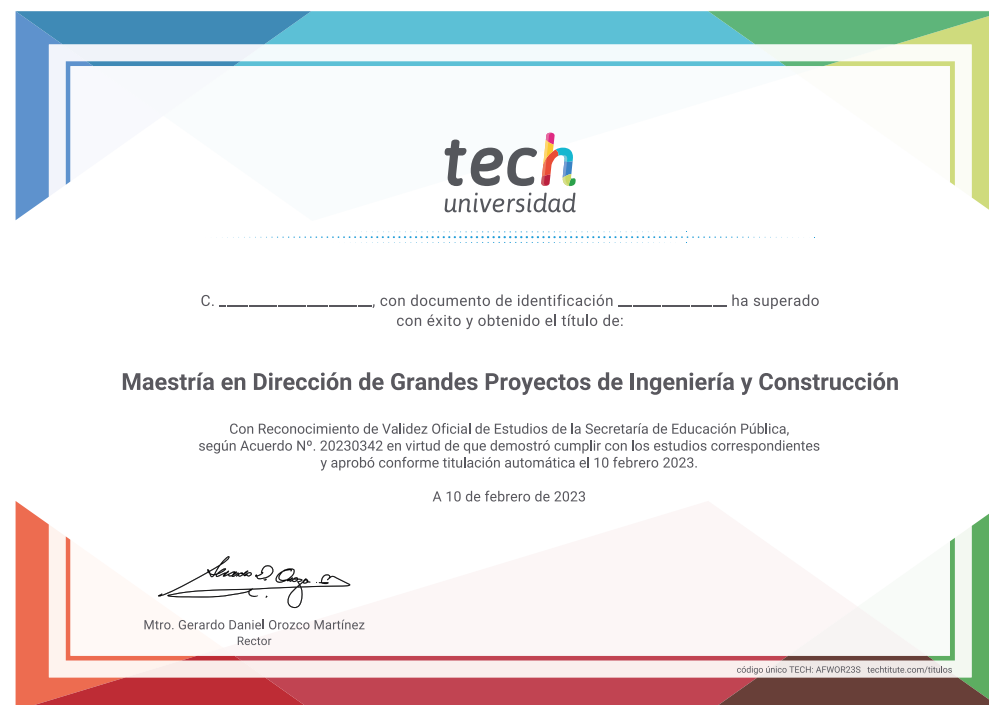 tech
universidad
C. __________________, con documento de identificación _____________ ha superado
con éxito y obtenido el título de:
Maestría en Dirección de Grandes Proyectos de Ingeniería y Construcción
Con Reconocimiento de Validez Oficial de Estudios de la Secretaría de Educación Pública,
según Acuerdo Nº. 20230342 en virtud de que demostró cumplir con los estudios correspondientes
y aprobó conforme titulación automática el 10 febrero 2023.
A 10 de febrero de 2023
Mtro. Gerardo Daniel Orozco Martínez
Rector
código único TECH: AFWOR23S techtitute.com/titulos